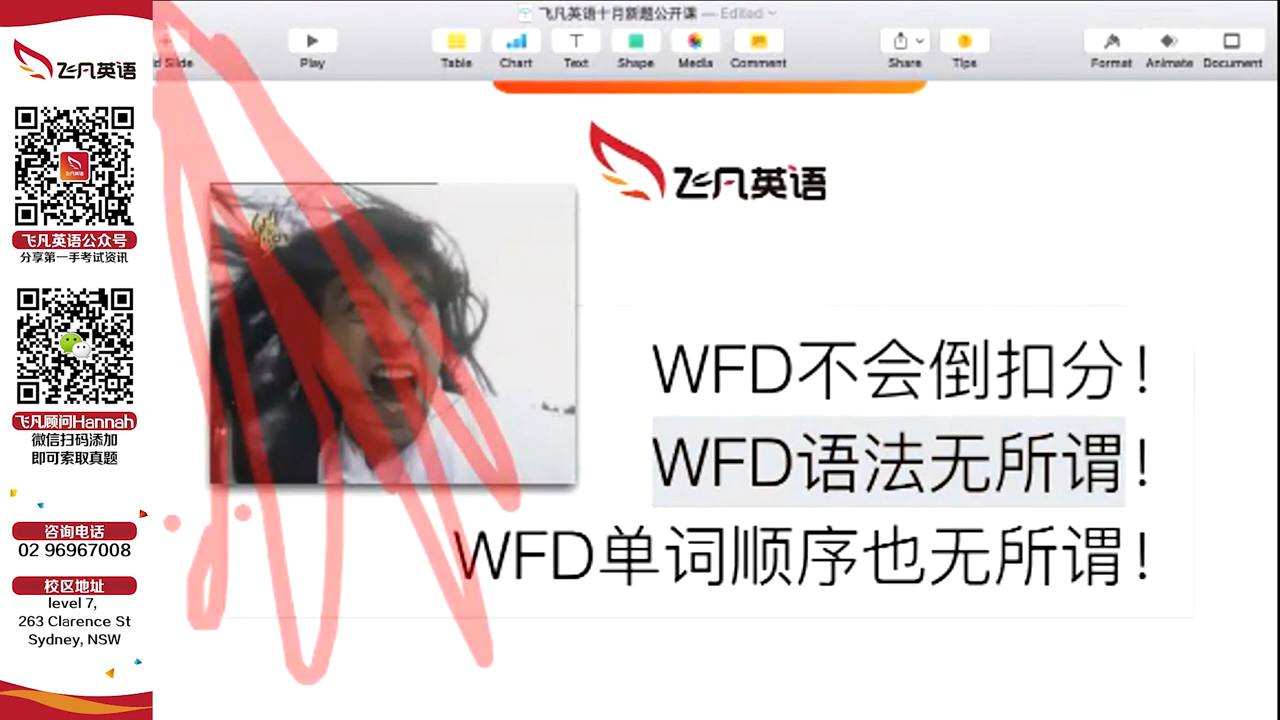 飞凡英语十月新题公开课 — Edited
d Slide
Play
Table
Chart
Text
Shape
Media
Comment
Share
Tips
Format
Animate
Document
飞凡英语
飞凡英语公众号
分享第一手考试资讯
飞凡顾问Hannah
微信扫码添加
即可索取真题
咨询电话
02 96967008
校区地址
level 7,
263 Clarence St
Sydney, NSW
飞凡英语
WFD不会倒扣分！
WFD语法无所谓！
WFD单词顺序也无所谓！